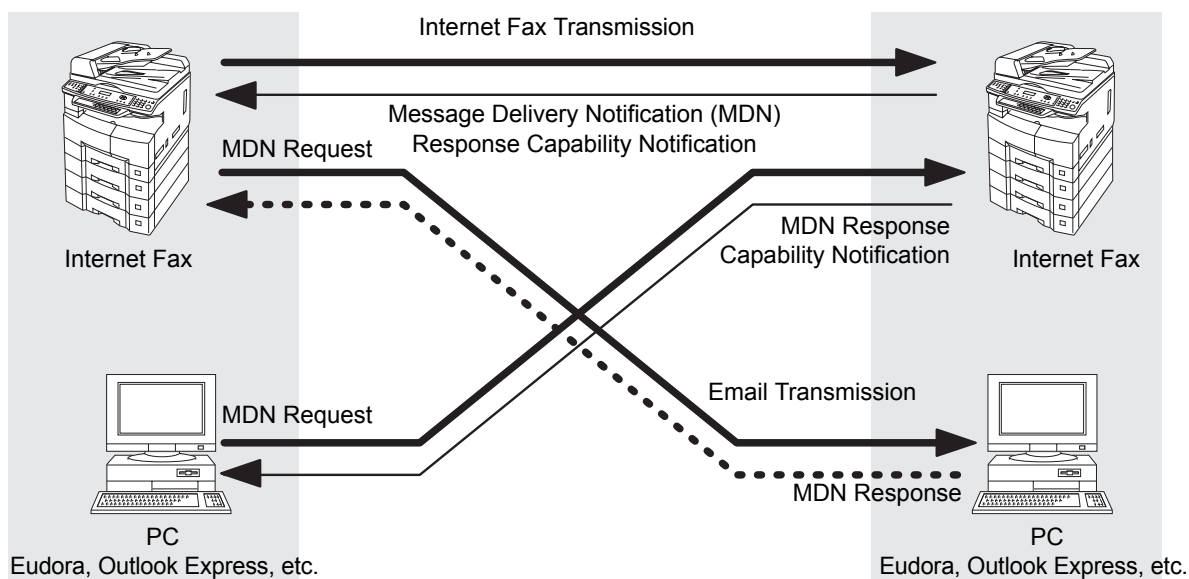 Internet Fax Transmission
Message Delivery Notification (MDN)
Response Capability Notification
MDN Request
MDN Response
Capability Notification
Internet Fax
Internet Fax
MDN Request
Email Transmission
MDN Response
PC
Eudora, Outlook Express, etc.
PC
Eudora, Outlook Express, etc.